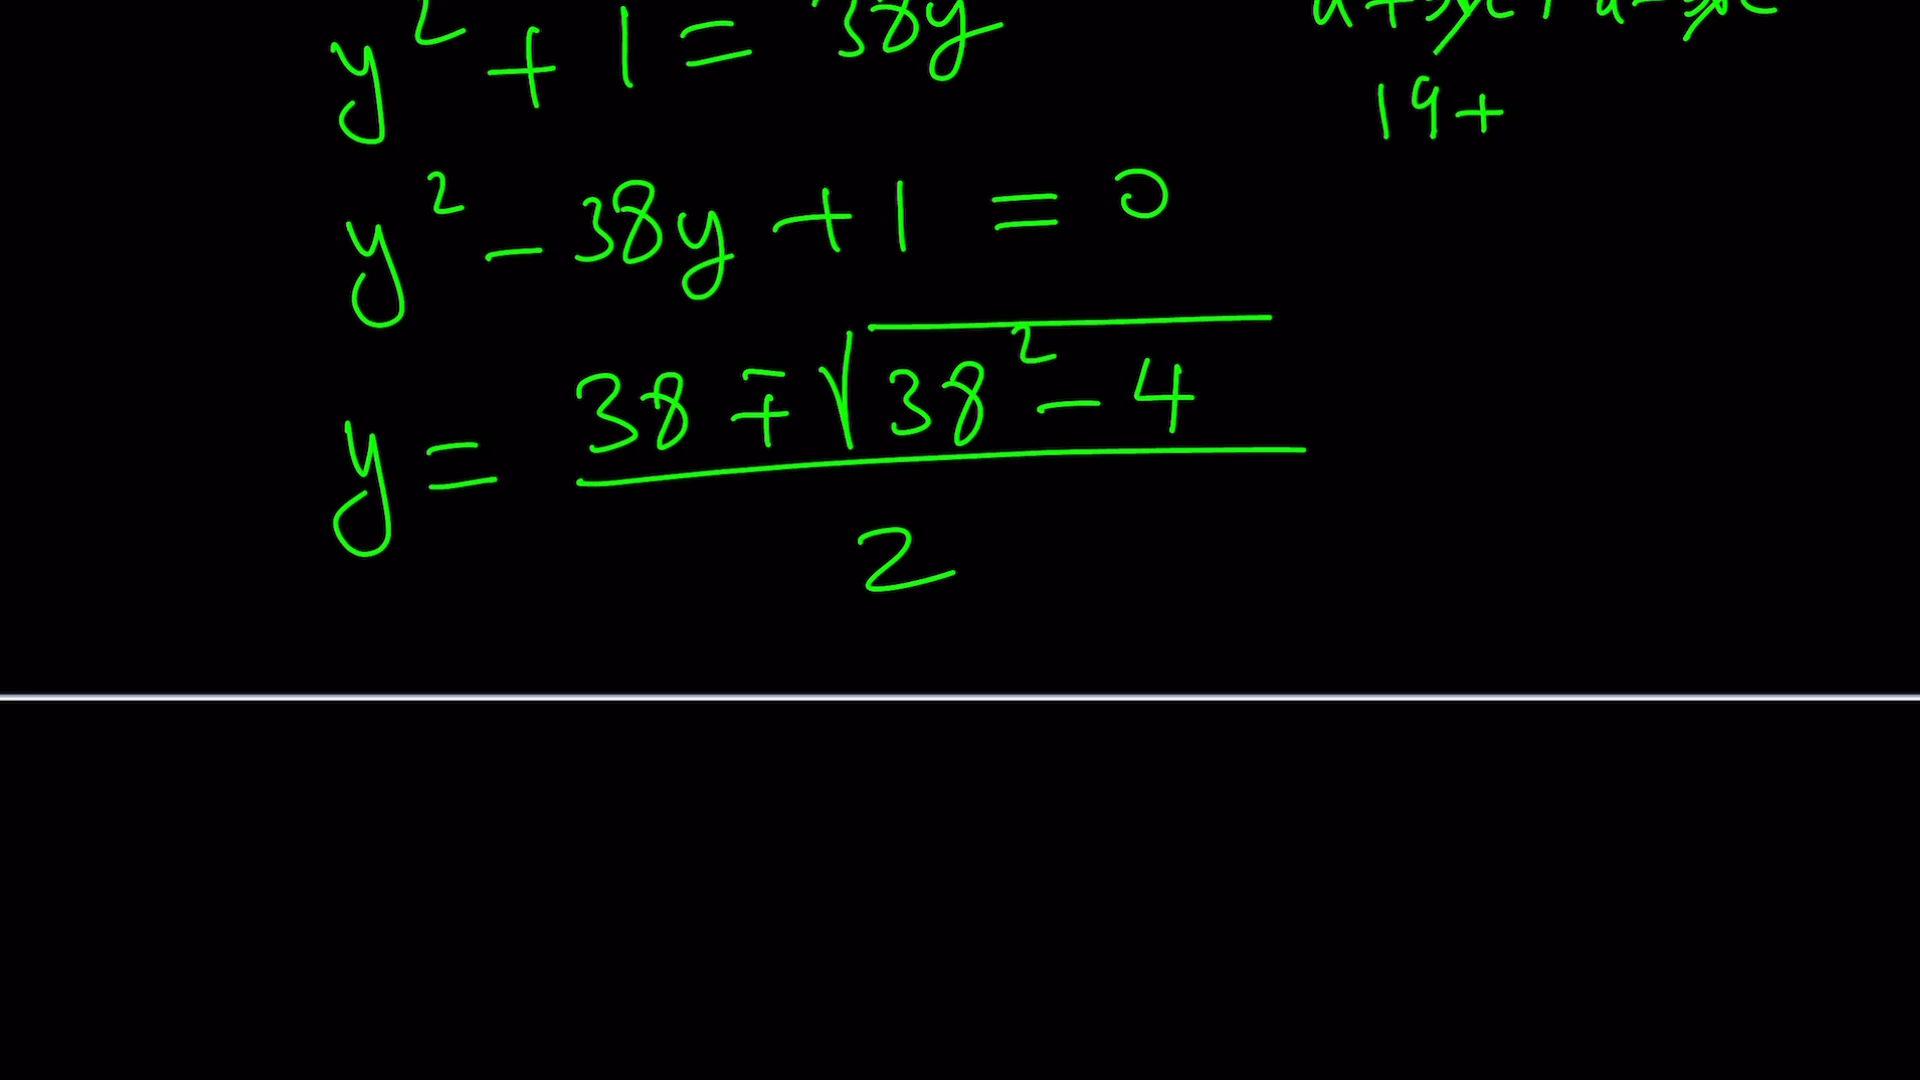 y² + 1 = 38y
19+
y² - 38y + 1 = 0
y = (38 ∓ √(38² - 4)) / 2